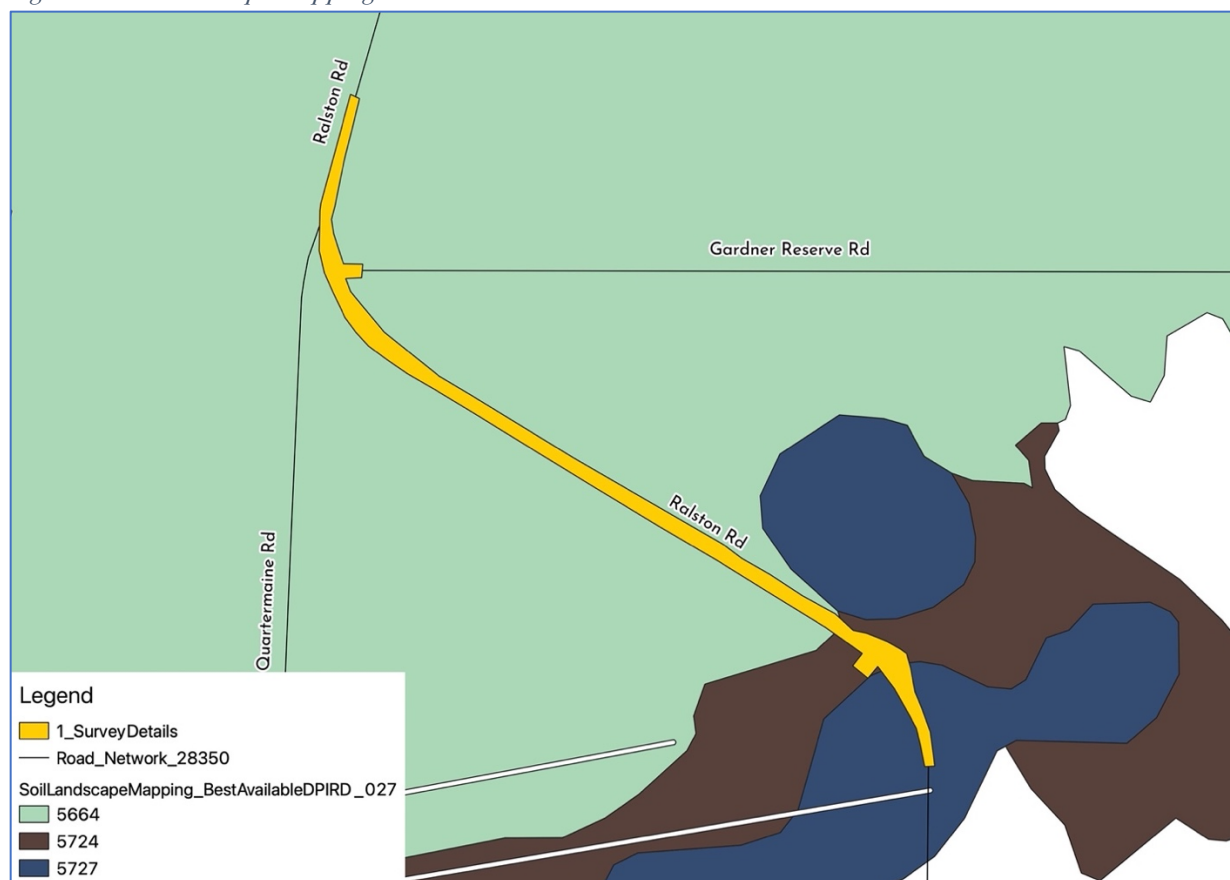 Ralston Rd
Gardner Reserve Rd
Ralston Rd
Quartermaine Rd
Legend
1_SurveyDetails
Road_Network_28350
SoilLandscapeMapping_BestAvailableDPIRD_027
5664
5724
5727